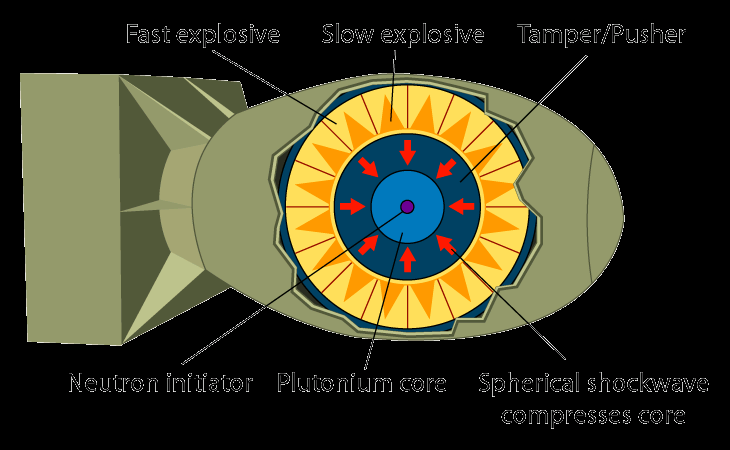 Fast explosive
Slow explosive
Tamper/Pusher
Neutron initiator
Plutonium core
Spherical shockwave
compresses core